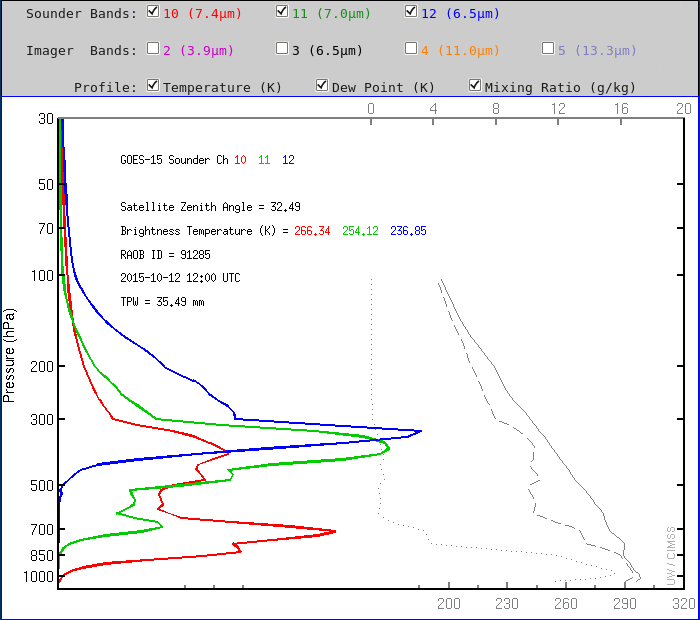 Sounder Bands: 10 (7.4μm) 11 (7.0μm) 12 (6.5μm)
Imager Bands: 2 (3.9μm) 3 (6.5μm) 4 (11.0μm) 5 (13.3μm)
Profile: Temperature (K) Dew Point (K) Mixing Ratio (g/kg)
0 4 8 12 16 20
30
GOES-15 Sounder Ch 10 11 12
50
Satellite Zenith Angle = 32.49
70
Brightness Temperature (K) = 266.34 254.12 236.85
RAOB ID = 91285
100
2015-10-12 12:00 UTC
TPW = 35.49 mm
Pressure (hPa)
200
300
500
700
850
1000
UW / CIMSS
200 230 260 290 320